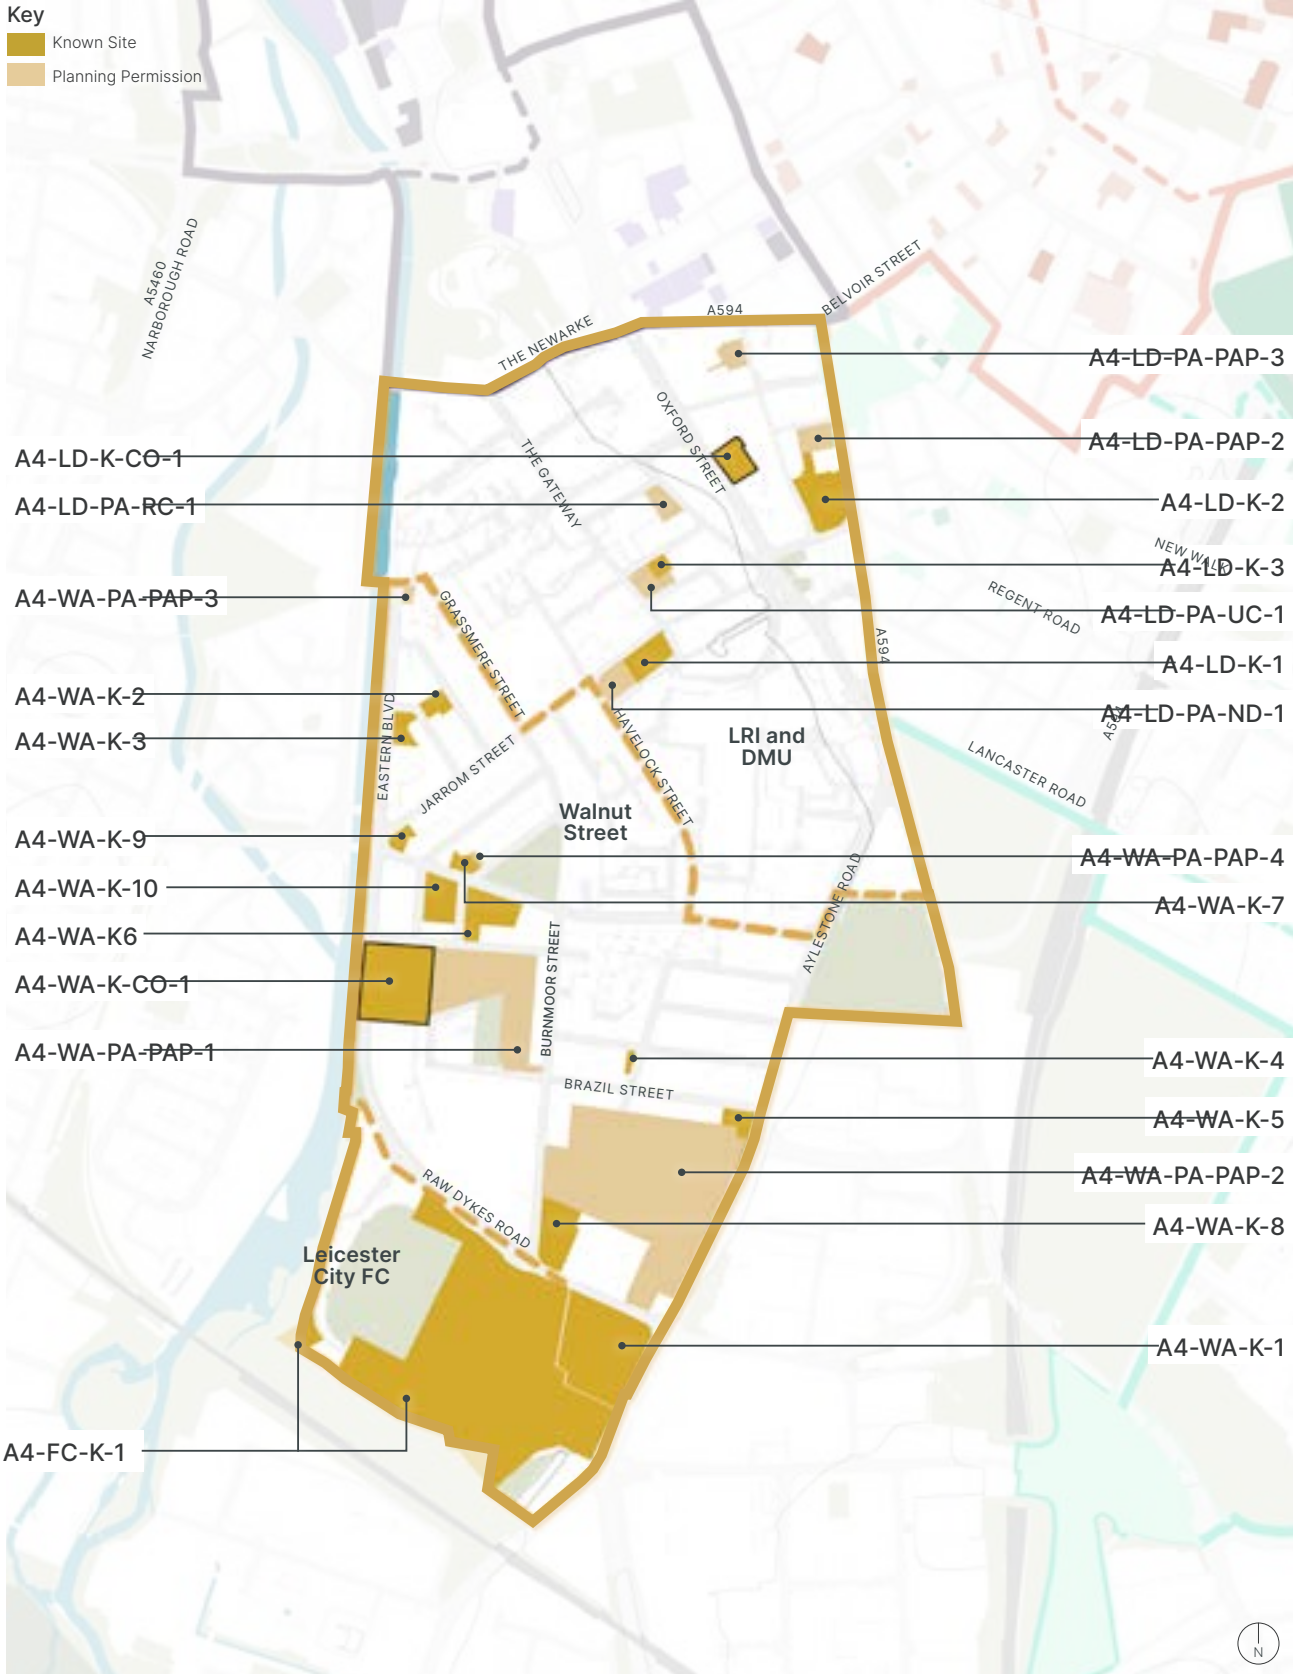 Key
Known Site
Planning Permission
A5460
NARBOROUGH ROAD
BELVOIR STREET
A594
THE NEWARKE
A4-LD-PA-PAP-3
OXFORD STREET
A4-LD-PA-PAP-2
THE GATEWAY
A4-LD-K-CO-1
A4-LD-K-2
A4-LD-PA-RC-1
NEW WALK
A4-LD-K-3
A4-WA-PA-PAP-3
REGENT ROAD
A4-LD-PA-UC-1
GRASSMERE STREET
A594
A4-LD-K-1
A4-WA-K-2
A4-LD-PA-ND-1
A594
EASTERN BLVD
HAVELOCK STREET
A4-WA-K-3
LRI and
DMU
JARROM STREET
LANCASTER ROAD
Walnut
Street
A4-WA-K-9
A4-WA-PA-PAP-4
A4-WA-K-10
A4-WA-K-7
AYLESTONE ROAD
A4-WA-K6
A4-WA-K-CO-1
BURNMOOR STREET
A4-WA-PA-PAP-1
A4-WA-K-4
BRAZIL STREET
A4-WA-K-5
A4-WA-PA-PAP-2
RAW DYKES ROAD
A4-WA-K-8
Leicester
City FC
A4-WA-K-1
A4-FC-K-1
N